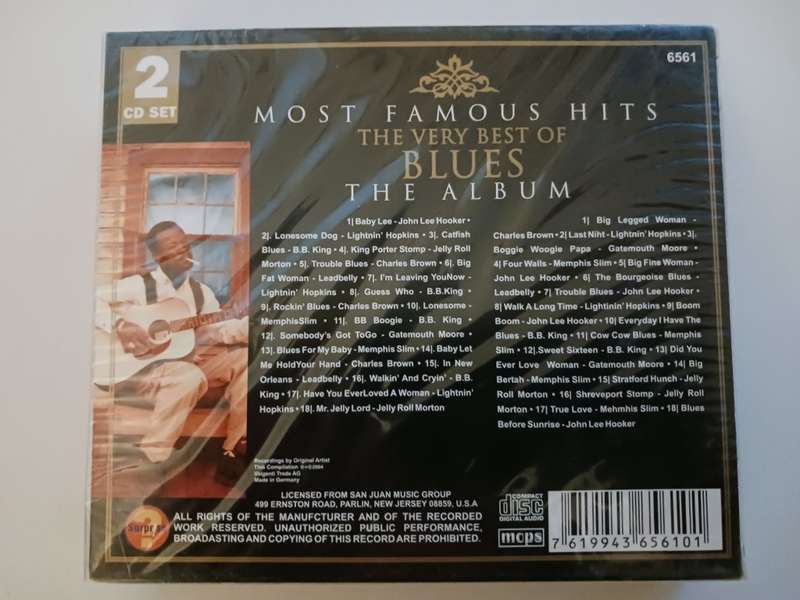 2
CD SET
6561
MOST FAMOUS HITS
THE VERY BEST OF
BLUES
THE ALBUM
1| Baby Lee - John Lee Hooker •
2|. Lonesome Dog - Lightnin' Hopkins • 3|. Catfish
Blues - B.B. King • 4|. King Porter Stomp - Jelly Roll
Morton • 5|. Trouble Blues - Charles Brown • 6|. Big
Fat Woman - Leadbelly • 7|. I'm Leaving YouNow -
Lightnin' Hopkins • 8|. Guess Who - B.B.King •
9|. Rockin' Blues - Charles Brown • 10|. Lonesome -
MemphisSlim • 11|. BB Boogie - B.B. King •
12|. Somebody's Got ToGo - Gatemouth Moore •
13|. Blues For My Baby - Memphis Slim • 14|. Baby Let
Me HoldYour Hand - Charles Brown • 15|. In New
Orleans - Leadbelly • 16|. Walkin' And Cryin' - B.B.
King • 17|. Have You EverLoved A Woman - Lightnin'
Hopkins • 18|. Mr. Jelly Lord - Jelly Roll Morton
1| Big Legged Woman -
Charles Brown • 2| Last Niht - Lightnin' Hopkins • 3|.
Boggie Woogie Papa - Gatemouth Moore •
4| Four Walls - Memphis Slim • 5| Big Fine Woman -
John Lee Hooker • 6| The Bourgeoise Blues -
Leadbelly • 7| Trouble Blues - John Lee Hooker •
8| Walk A Long Time - Lightinin' Hopkins • 9| Boom
Boom - John Lee Hooker • 10| Everyday I Have The
Blues - B.B. King • 11| Cow Cow Blues - Memphis
Slim • 12|.Sweet Sixteen - B.B. King • 13| Did You
Ever Love Woman - Gatemouth Moore • 14| Big
Bertah - Memphis Slim • 15| Stratford Hunch - Jelly
Roll Morton • 16| Shreveport Stomp - Jelly Roll
Morton • 17| True Love - Mehmhis Slim • 18| Blues
Before Sunrise - John Lee Hooker
Recordings by Original Artist
This Compilation ℗+©2004
Weigenti Trade AG
Made in Germany
LICENSED FROM SAN JUAN MUSIC GROUP
499 ERNSTON ROAD, PARLIN, NEW JERSEY 08859, U.S.A
ALL RIGHTS OF THE MANUFCTURER AND OF THE RECORDED
WORK RESERVED. UNAUTHORIZED PUBLIC PERFORMANCE,
BROADASTING AND COPYING OF THIS RECORD ARE PROHIBITED.
COMPACT
disc
DIGITAL AUDIO
mcps
7 619943 656101